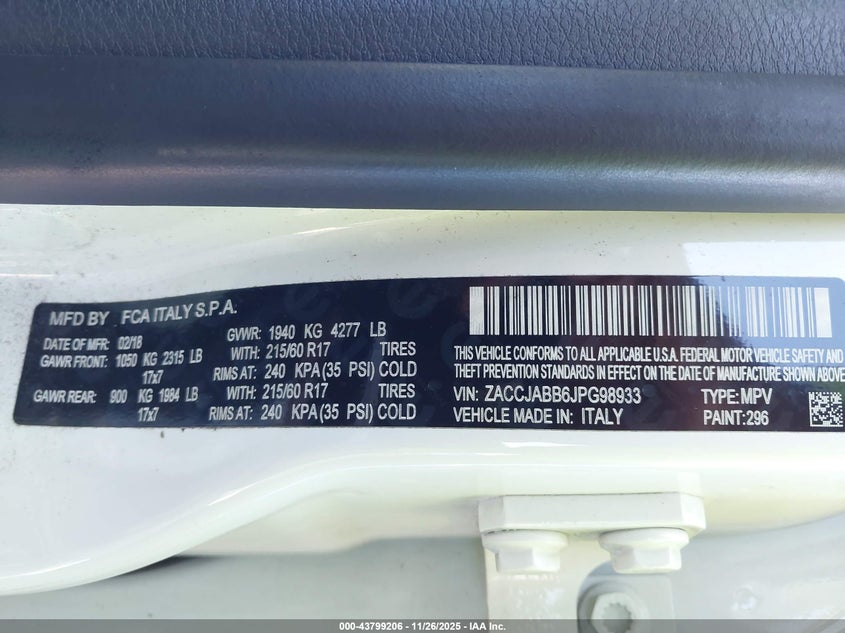 MFD BY FCA ITALY S.P.A.
DATE OF MFR: 02/18 GVWR: 1940 KG 4277 LB
GAWR FRONT: 1050 KG 2315 LB WITH: 215/60 R17 TIRES
17x7 RIMS AT: 240 KPA (35 PSI) COLD
GAWR REAR: 900 KG 1984 LB WITH: 215/60 R17 TIRES
17x7 RIMS AT: 240 KPA (35 PSI) COLD
THIS VEHICLE CONFORMS TO ALL APPLICABLE U.S.A. FEDERAL MOTOR VEHICLE SAFETY AND
THEFT PREVENTION STANDARDS IN EFFECT ON THE DATE OF MANUFACTURE SHOWN ABOVE
VIN: ZACCJABB6JPG98933 TYPE: MPV
VEHICLE MADE IN: ITALY PAINT: 296
000-43799206 - 11/26/2025 - IAA Inc.